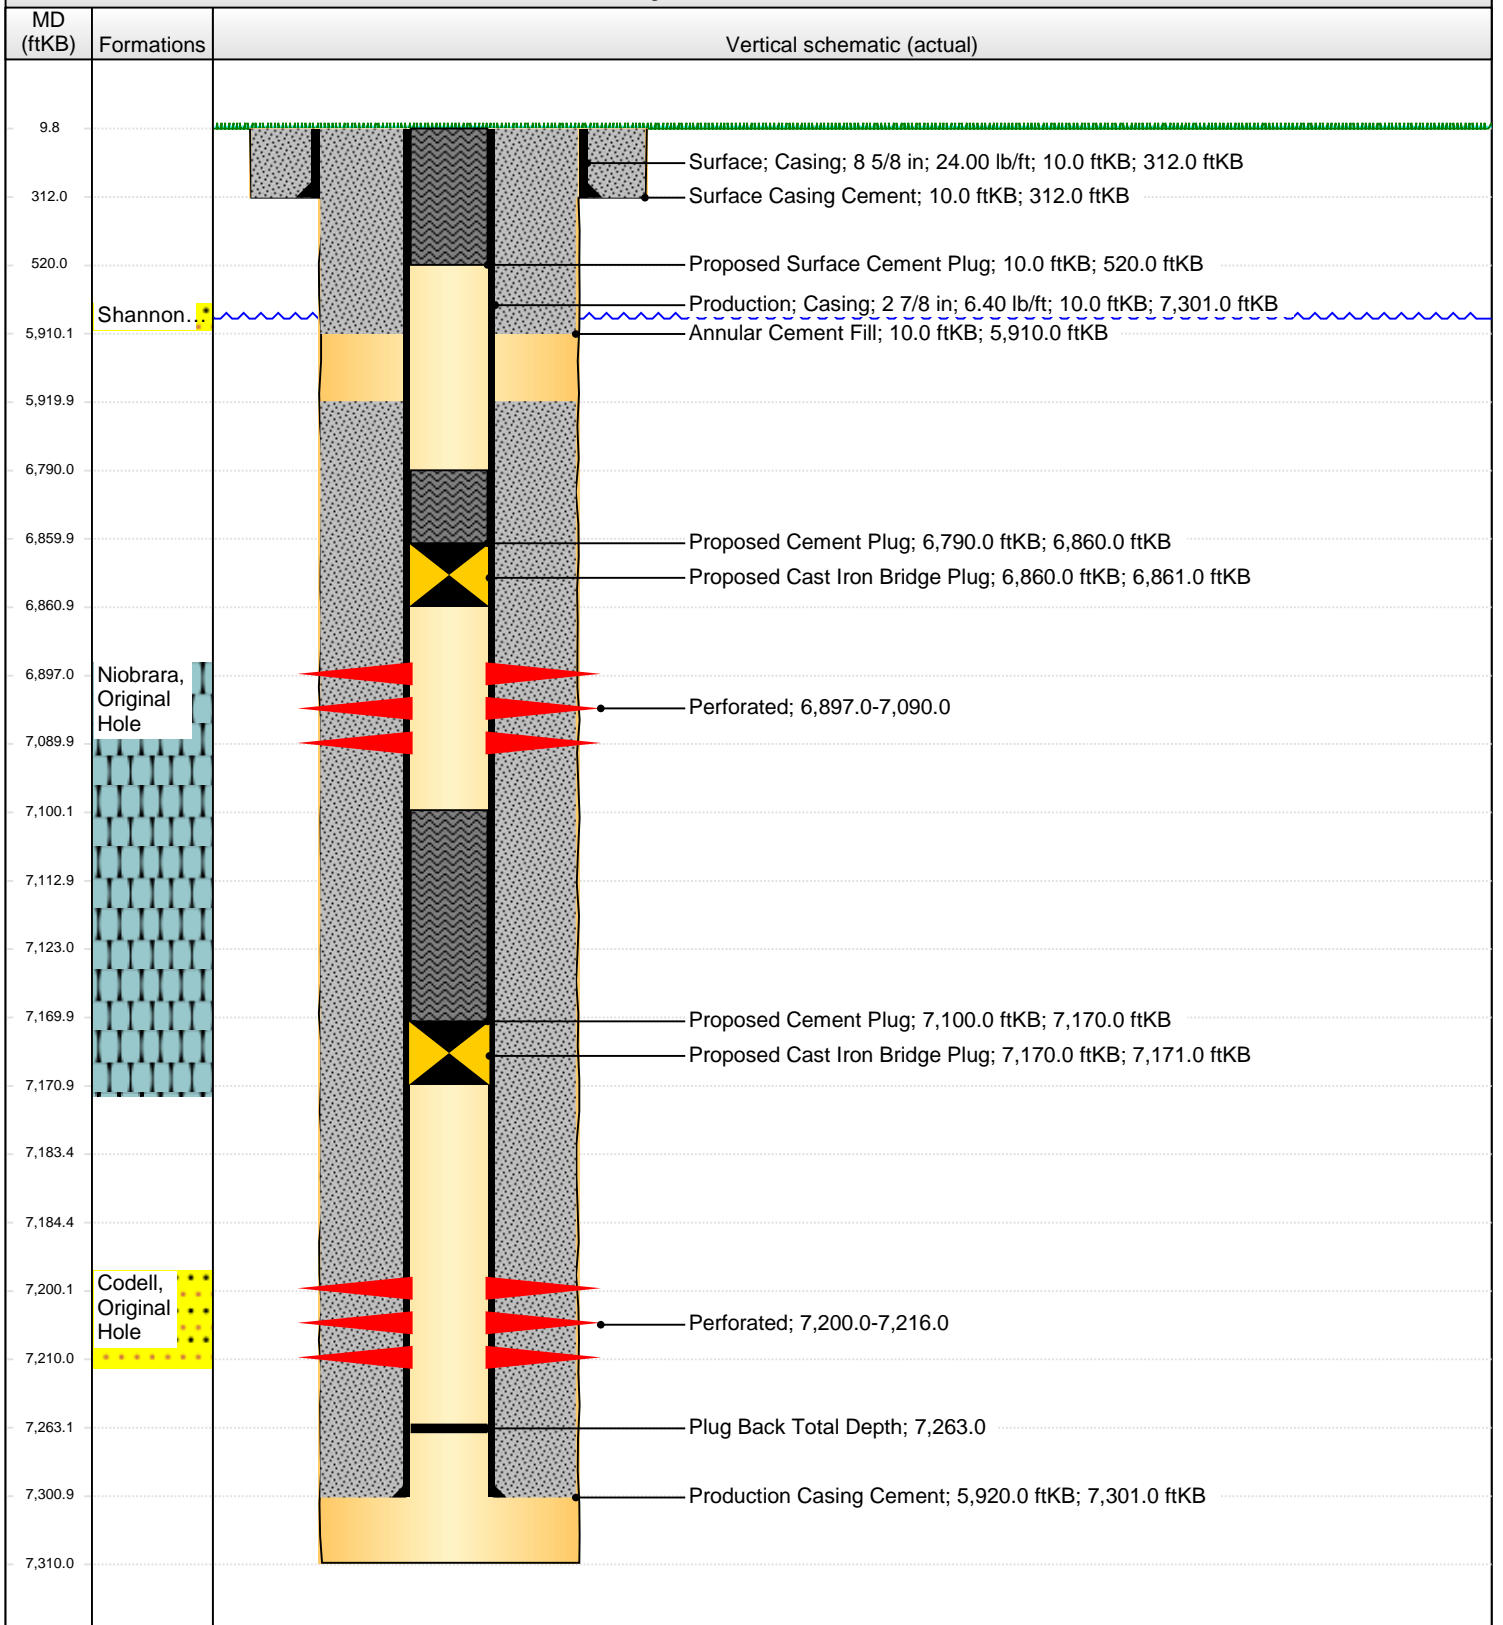 MD
(ftKB)
Formations
Vertical schematic (actual)
9.8
Surface; Casing; 8 5/8 in; 24.00 lb/ft; 10.0 ftKB; 312.0 ftKB
312.0
Surface Casing Cement; 10.0 ftKB; 312.0 ftKB
520.0
Proposed Surface Cement Plug; 10.0 ftKB; 520.0 ftKB
Production; Casing; 2 7/8 in; 6.40 lb/ft; 10.0 ftKB; 7,301.0 ftKB
Shannon...
5,910.1
Annular Cement Fill; 10.0 ftKB; 5,910.0 ftKB
5,919.9
6,790.0
6,859.9
Proposed Cement Plug; 6,790.0 ftKB; 6,860.0 ftKB
Proposed Cast Iron Bridge Plug; 6,860.0 ftKB; 6,861.0 ftKB
6,860.9
6,897.0
Niobrara,
Original
Hole
Perforated; 6,897.0-7,090.0
7,089.9
7,100.1
7,112.9
7,123.0
7,169.9
Proposed Cement Plug; 7,100.0 ftKB; 7,170.0 ftKB
Proposed Cast Iron Bridge Plug; 7,170.0 ftKB; 7,171.0 ftKB
7,170.9
7,183.4
7,184.4
7,200.1
Codell,
Original
Hole
Perforated; 7,200.0-7,216.0
7,210.0
7,263.1
Plug Back Total Depth; 7,263.0
7,300.9
Production Casing Cement; 5,920.0 ftKB; 7,301.0 ftKB
7,310.0